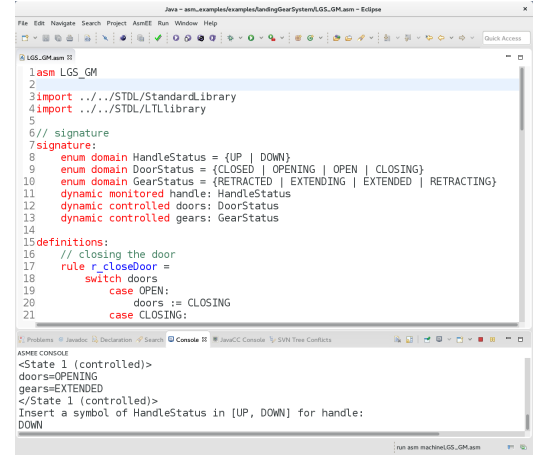 Java – asm_examples/examples/landingGearSystem/LGS_GM.asm – Eclipse
File Edit Navigate Search Project AsmEE Run Window Help
Quick Access
LGS_GM.asm
1 asm LGS_GM
2
3 import ../../STDL/StandardLibrary
4 import ../../STDL/LTLlibrary
5
6 // signature
7 signature:
8 enum domain HandleStatus = {UP | DOWN}
9 enum domain DoorStatus = {CLOSED | OPENING | OPEN | CLOSING}
10 enum domain GearStatus = {RETRACTED | EXTENDING | EXTENDED | RETRACTING}
11 dynamic monitored handle: HandleStatus
12 dynamic controlled doors: DoorStatus
13 dynamic controlled gears: GearStatus
14
15 definitions:
16 // closing the door
17 rule r_closeDoor =
18 switch doors
19 case OPEN:
20 doors := CLOSING
21 case CLOSING:
Problems Javadoc Declaration Search Console JavaCC Console SVN Tree Conflicts
ASMEE CONSOLE
<State 1 (controlled)>
doors=OPENING
gears=EXTENDED
</State 1 (controlled)>
Insert a symbol of HandleStatus in [UP, DOWN] for handle:
DOWN
run asm machineLGS_GM.asm